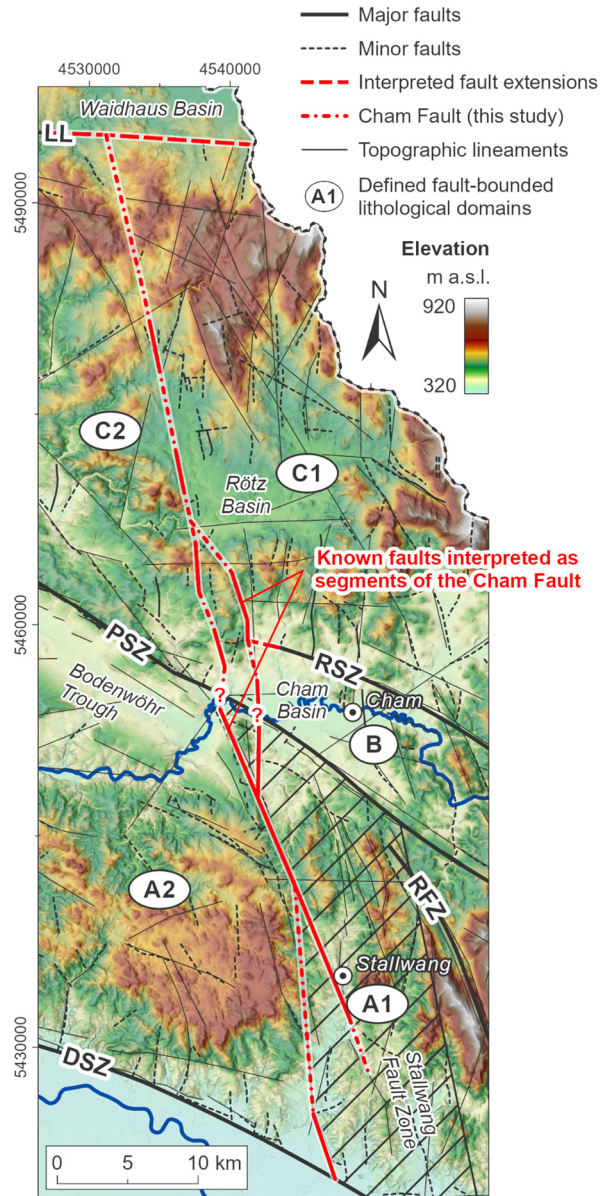 Major faults
Minor faults
Interpreted fault extensions
Cham Fault (this study)
Topographic lineaments
A1
Defined fault-bounded
lithological domains
4530000
4540000
Waidhaus Basin
LL
5490000
Elevation
m a.s.l.
920
320
N
C2
C1
Rötz
Basin
Known faults interpreted as
segments of the Cham Fault
5460000
PSZ
RSZ
Bodenwöhr
Trough
?
?
Cham
Basin
Cham
B
A2
RFZ
Stallwang
A1
5430000
DSZ
Stallwang
Fault Zone
0
5
10 km